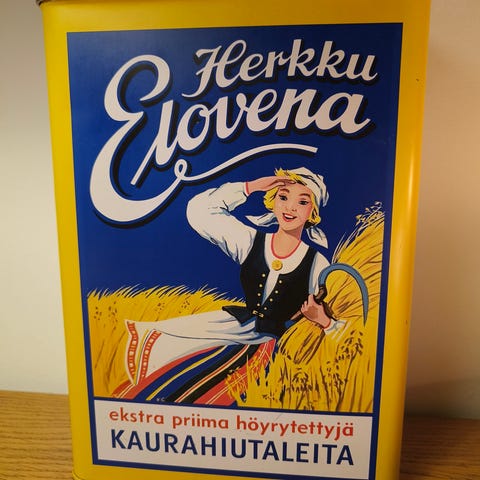 Herkku
Elovena
ekstra priima höyrytettyjä
KAURAHIUTALEITA